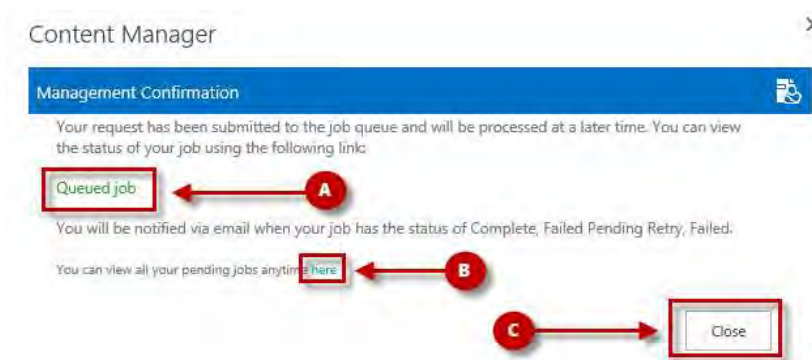 Content Manager
Management Confirmation
Your request has been submitted to the job queue and will be processed at a later time. You can view
the status of your job using the following link:
Queued job
A
You will be notified via email when your job has the status of Complete, Failed Pending Retry, Failed.
You can view all your pending jobs anytime here
B
C
Close